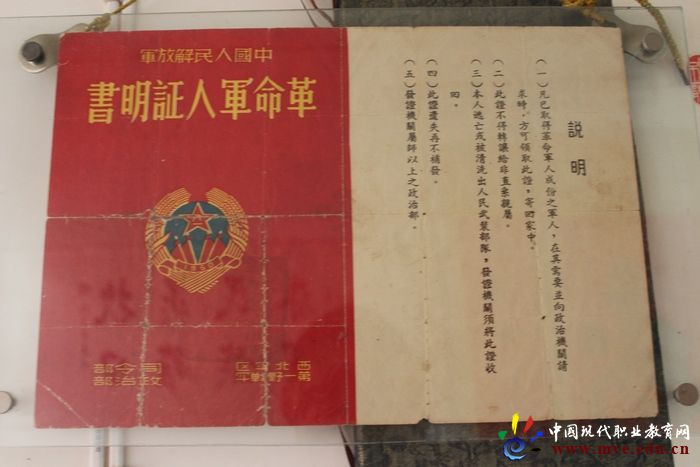 中國人民解放軍
革命軍人証明書
1950
西北軍區
第一野戰軍
司令部
政治部
説明
(一)凡已取得革命軍人成份之軍人，在其需要並向政治機關請
求時，方可領取此證，寄回家中。
(二)此證不得轉讓給非直系親屬。
(三)本人逃亡或被清洗出人民武裝部隊，發證機關須將此證收
回。
(四)此證遺失再不補發。
(五)發證機關屬師以上之政治部。
中国现代职业教育网
www.mve.edu.cn